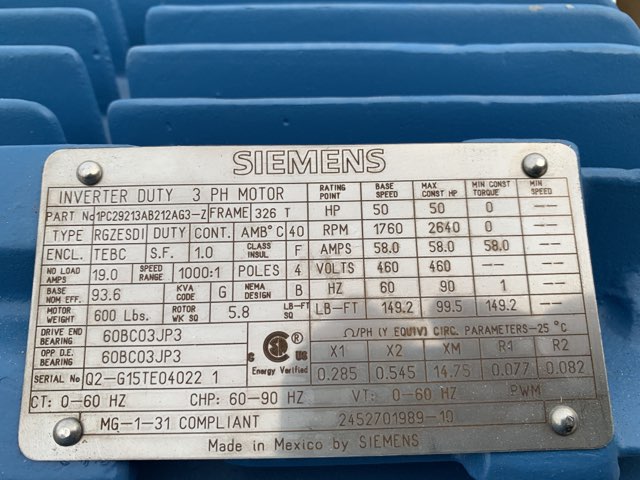 SIEMENS
INVERTER DUTY 3 PH MOTOR RATING POINT BASE SPEED MAX CONST HP MIN CONST TORQUE MIN SPEED
PART No 1PC29213AB212AG3-Z FRAME 326 T HP 50 50 0 --
TYPE RGZESDI DUTY CONT. AMB°C 40 RPM 1760 2640 0 --
ENCL. TEBC S.F. 1.0 CLASS INSUL. F AMPS 58.0 58.0 58.0 --
NO LOAD AMPS 19.0 SPEED RANGE 1000:1 POLES 4 VOLTS 460 460 -- --
BASE NOM EFF. 93.6 KVA CODE G NEMA DESIGN B HZ 60 90 1 --
MOTOR WEIGHT 600 Lbs. ROTOR WK SQ 5.8 LB-FT SQ LB-FT 149.2 99.5 149.2 --
DRIVE END BEARING 60BC03JP3 Ω/PH (Y EQUIV) CIRC. PARAMETERS-25 °C
OPP D.E. BEARING 60BC03JP3 C US Energy Verified X1 X2 XM R1 R2
SERIAL No Q2-G15TE04022 1 0.285 0.545 14.75 0.077 0.082
CT: 0-60 HZ CHP: 60-90 HZ VT: 0-60 HZ PWM
MG-1-31 COMPLIANT 2452701989-10
Made in Mexico by SIEMENS